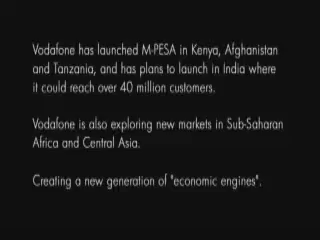 Vodafone has launched M-PESA in Kenya, Afghanistan
and Tanzania, and has plans to launch in India where
it could reach over 40 million customers.
Vodafone is also exploring new markets in Sub-Saharan
Africa and Central Asia.
Creating a new generation of "economic engines".